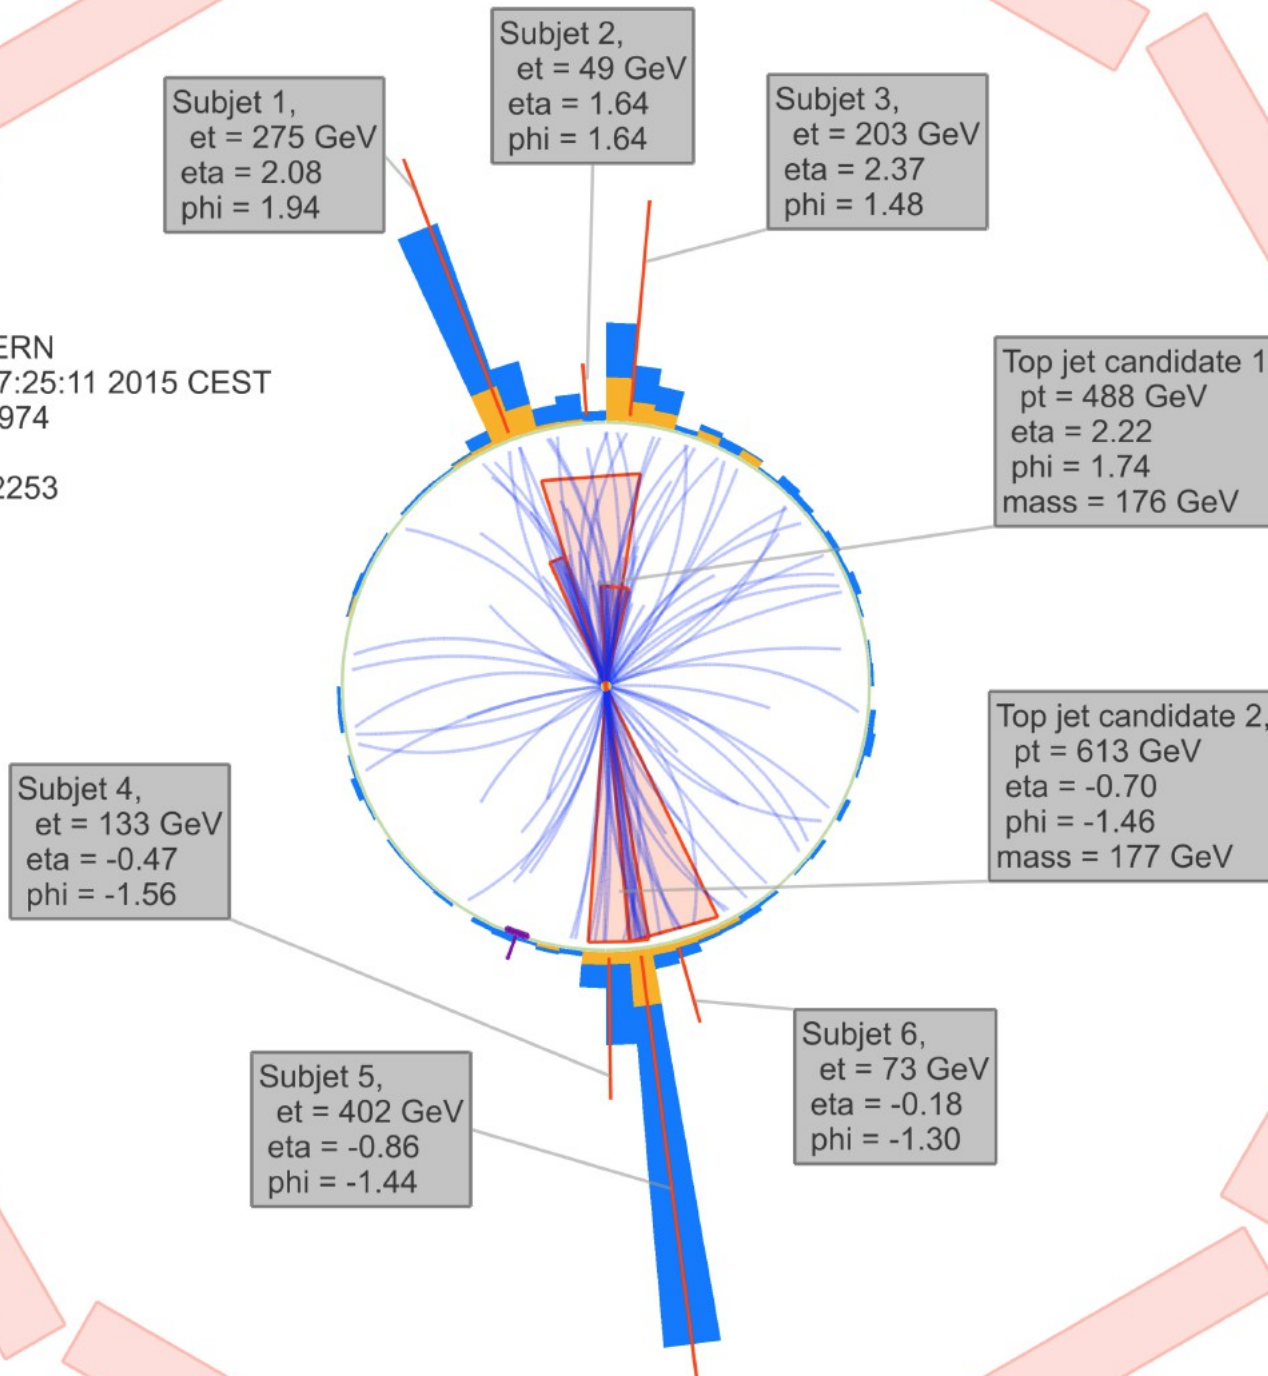 Subjet 2,
et = 49 GeV
eta = 1.64
phi = 1.64
Subjet 1,
et = 275 GeV
eta = 2.08
phi = 1.94
Subjet 3,
et = 203 GeV
eta = 2.37
phi = 1.48
ERN
7:25:11 2015 CEST
974
2253
Top jet candidate 1
pt = 488 GeV
eta = 2.22
phi = 1.74
mass = 176 GeV
Top jet candidate 2,
pt = 613 GeV
eta = -0.70
phi = -1.46
mass = 177 GeV
Subjet 4,
et = 133 GeV
eta = -0.47
phi = -1.56
Subjet 5,
et = 402 GeV
eta = -0.86
phi = -1.44
Subjet 6,
et = 73 GeV
eta = -0.18
phi = -1.30